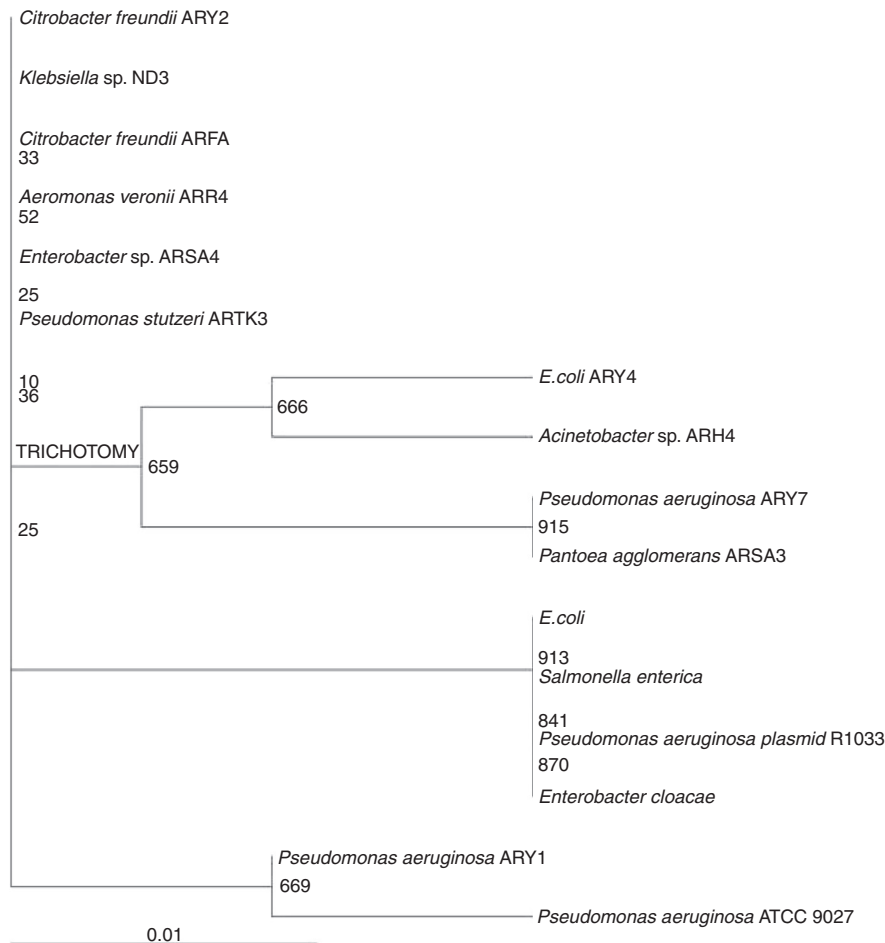 Citrobacter freundii ARY2
Klebsiella sp. ND3
Citrobacter freundii ARFA
33
Aeromonas veronii ARR4
52
Enterobacter sp. ARSA4
25
Pseudomonas stutzeri ARTK3
E.coli ARY4
10
36
666
Acinetobacter sp. ARH4
TRICHOTOMY
659
Pseudomonas aeruginosa ARY7
25
915
Pantoea agglomerans ARSA3
E.coli
913
Salmonella enterica
841
Pseudomonas aeruginosa plasmid R1033
870
Enterobacter cloacae
Pseudomonas aeruginosa ARY1
669
Pseudomonas aeruginosa ATCC 9027
0.01